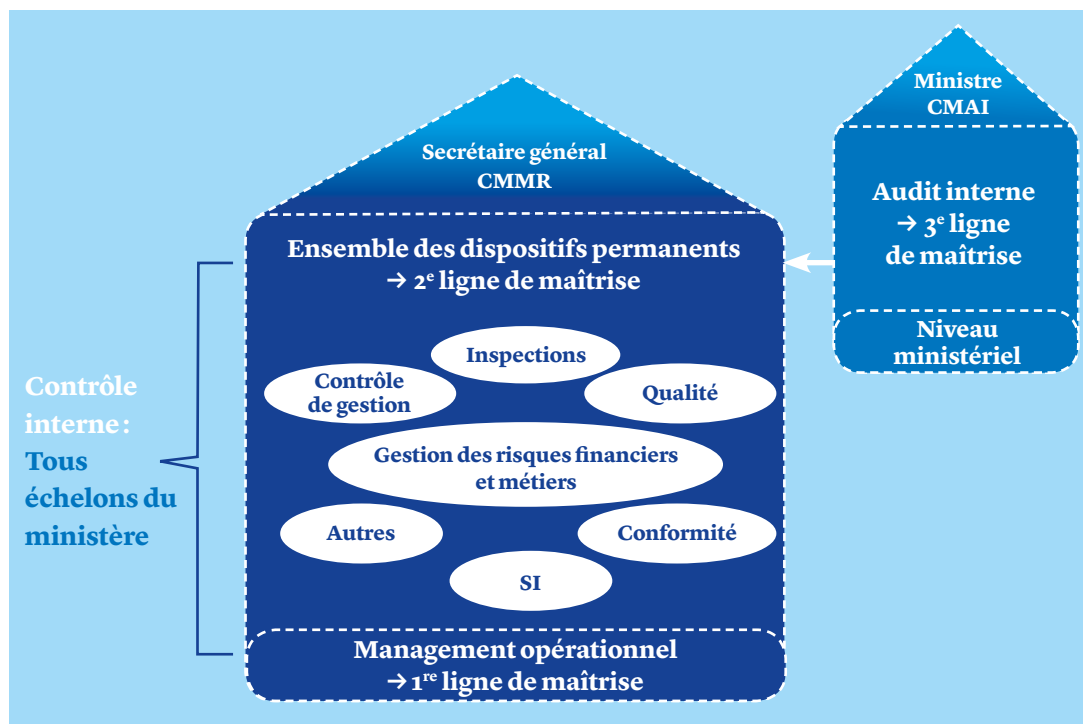 Ministre
CMAI
Audit interne
→ 3e ligne
de maîtrise
Niveau
ministériel
Secrétaire général
CMMR
Ensemble des dispositifs permanents
→ 2e ligne de maîtrise
Inspections
Contrôle
de gestion
Qualité
Gestion des risques financiers
et métiers
Autres
Conformité
SI
Management opérationnel
→ 1re ligne de maîtrise
Contrôle
interne :
Tous
échelons du
ministère